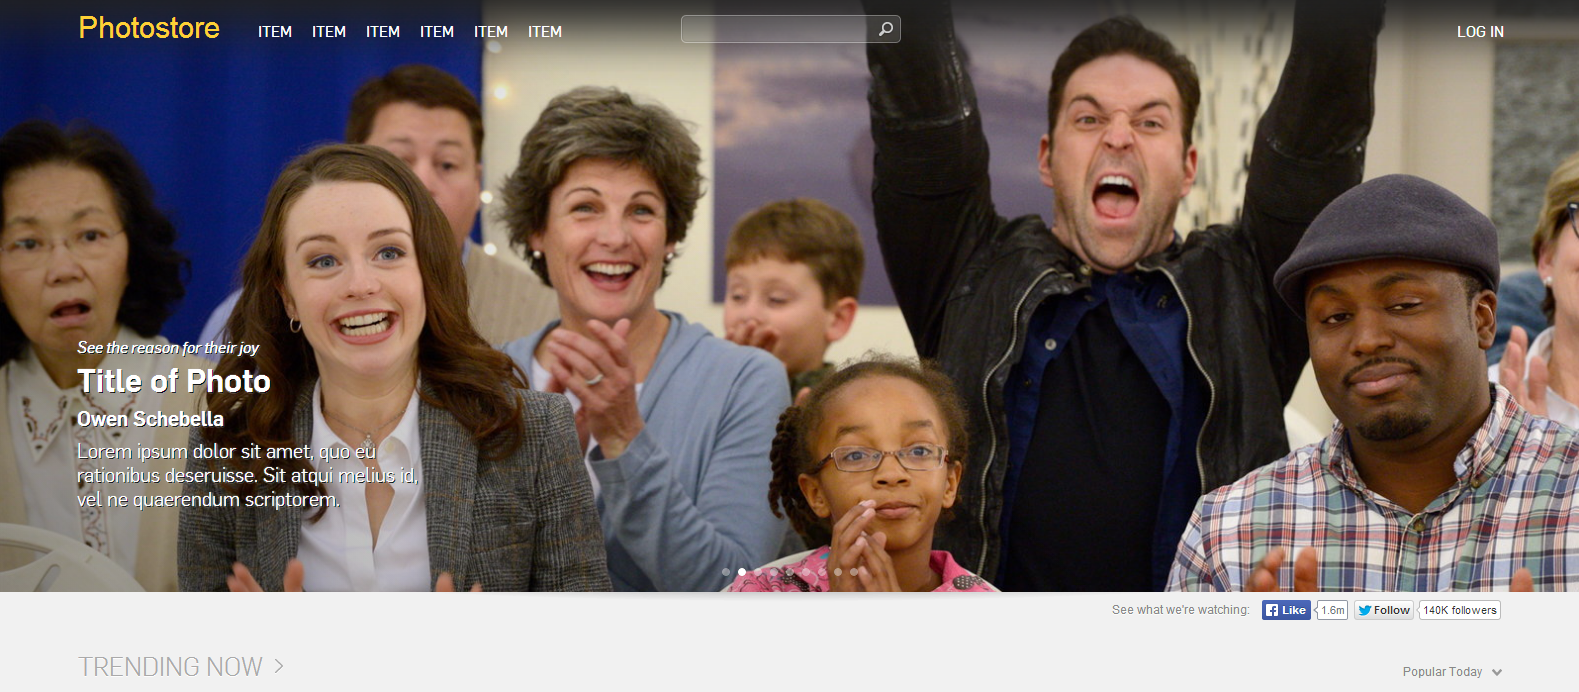 Photostore
ITEM ITEM ITEM ITEM ITEM ITEM
LOG IN
See the reason for their joy
Title of Photo
Owen Schebella
Lorem ipsum dolor sit amet, quo eu
rationibus deseruisse. Sit atqui melius id,
vel ne quaerendum scriptorem.
See what we're watching: Like 1.6m Follow 140K followers
TRENDING NOW >
Popular Today